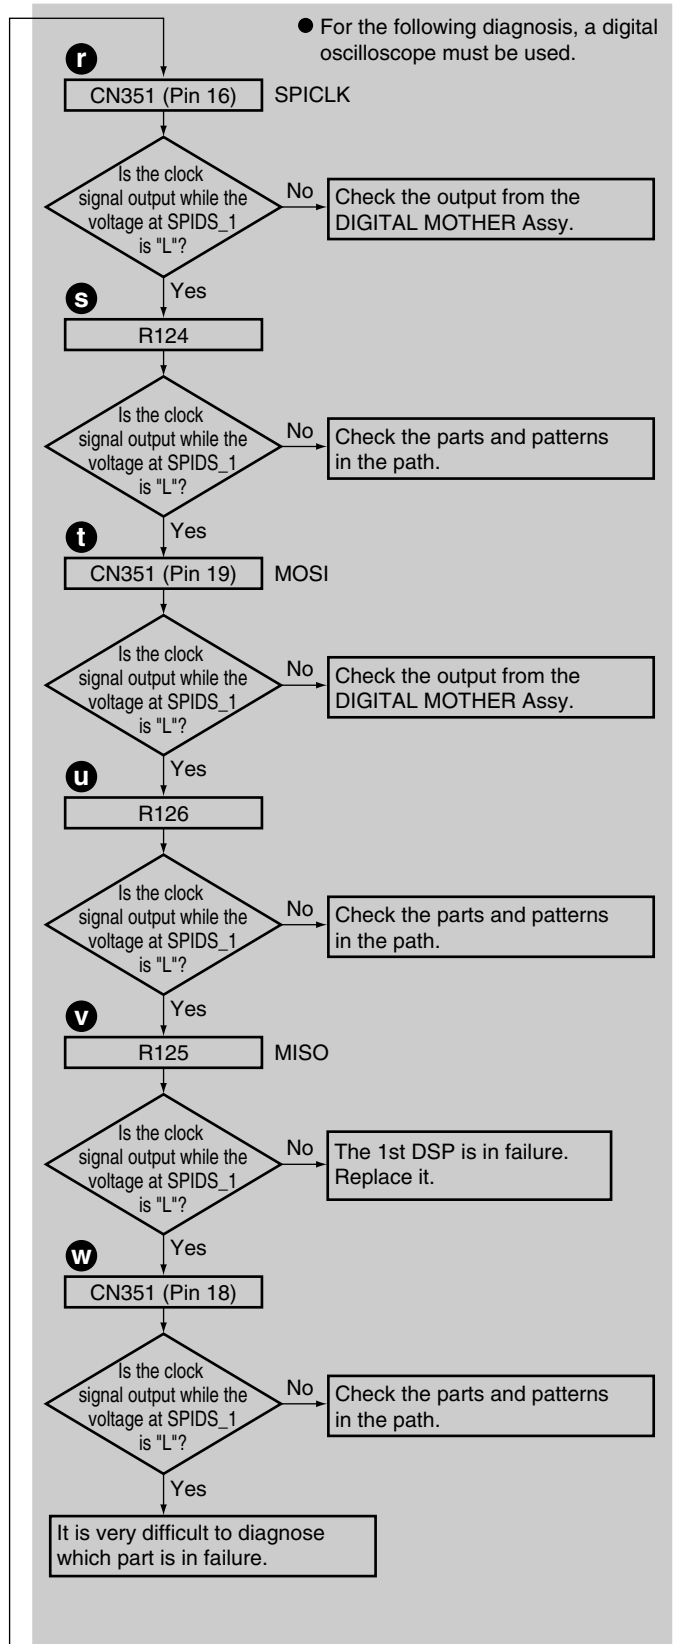 ● For the following diagnosis, a digital
oscilloscope must be used.
r
CN351 (Pin 16) SPICLK
Is the clock
signal output while the
voltage at SPIDS_1
is "L"?
No
Check the output from the
DIGITAL MOTHER Assy.
Yes
s
R124
Is the clock
signal output while the
voltage at SPIDS_1
is "L"?
No
Check the parts and patterns
in the path.
Yes
t
CN351 (Pin 19) MOSI
Is the clock
signal output while the
voltage at SPIDS_1
is "L"?
No
Check the output from the
DIGITAL MOTHER Assy.
Yes
u
R126
Is the clock
signal output while the
voltage at SPIDS_1
is "L"?
No
Check the parts and patterns
in the path.
Yes
v
R125 MISO
Is the clock
signal output while the
voltage at SPIDS_1
is "L"?
No
The 1st DSP is in failure.
Replace it.
Yes
w
CN351 (Pin 18)
Is the clock
signal output while the
voltage at SPIDS_1
is "L"?
No
Check the parts and patterns
in the path.
Yes
It is very difficult to diagnose
which part is in failure.